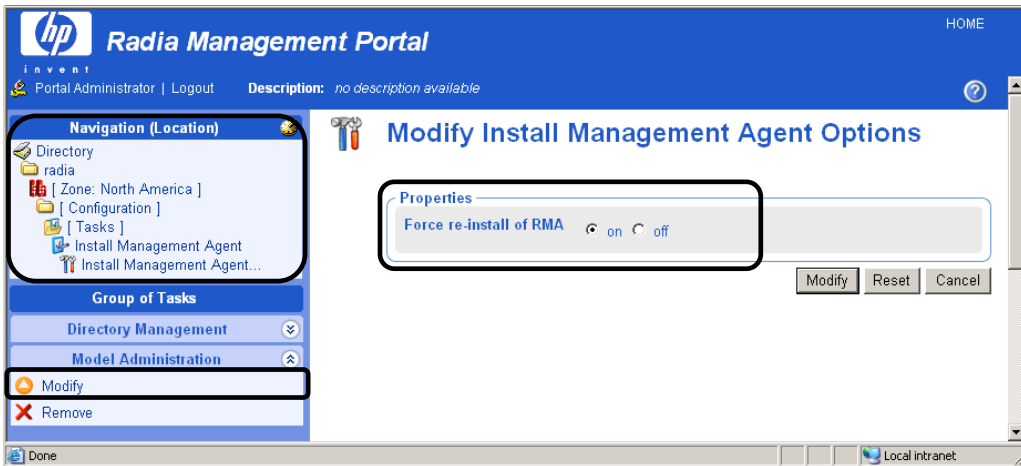 hp
invent
Radia Management Portal
HOME
Portal Administrator | Logout
Description: no description available
?
Navigation (Location)
Directory
radia
[ Zone: North America ]
[ Configuration ]
[ Tasks ]
Install Management Agent
Install Management Agent...
Group of Tasks
Directory Management
Model Administration
Modify
Remove
Modify Install Management Agent Options
Properties
Force re-install of RMA on off
Modify Reset Cancel
Done
Local intranet